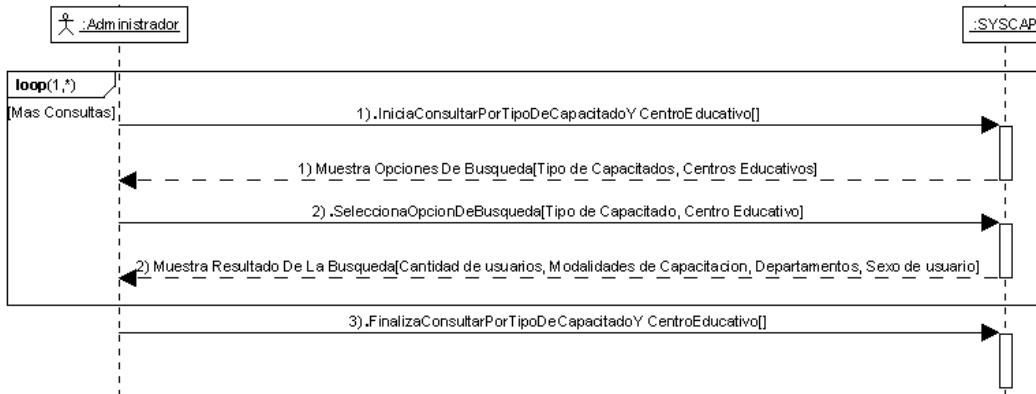 :Administrador
:SYSCAP
loop(1,*)
[Mas Consultas]
1).IniciaConsultarPorTipoDeCapacitadoY CentroEducativo[]
1) Muestra Opciones De Busqueda[Tipo de Capacitados, Centros Educativos]
2).SeleccionaOpcionDeBusqueda[Tipo de Capacitado, Centro Educativo]
2) Muestra Resultado De La Busqueda[Cantidad de usuarios, Modalidades de Capacitacion, Departamentos, Sexo de usuario]
3).FinalizaConsultarPorTipoDeCapacitadoY CentroEducativo[]